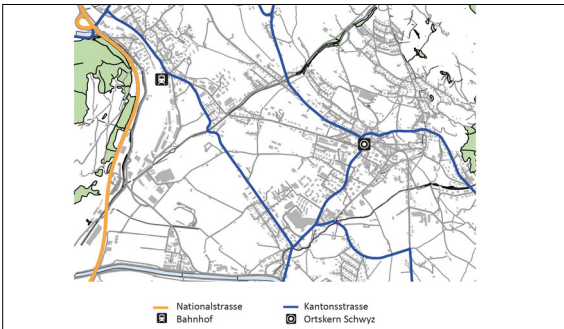 Nationalstrasse
Kantonsstrasse
Bahnhof
Ortskern Schwyz